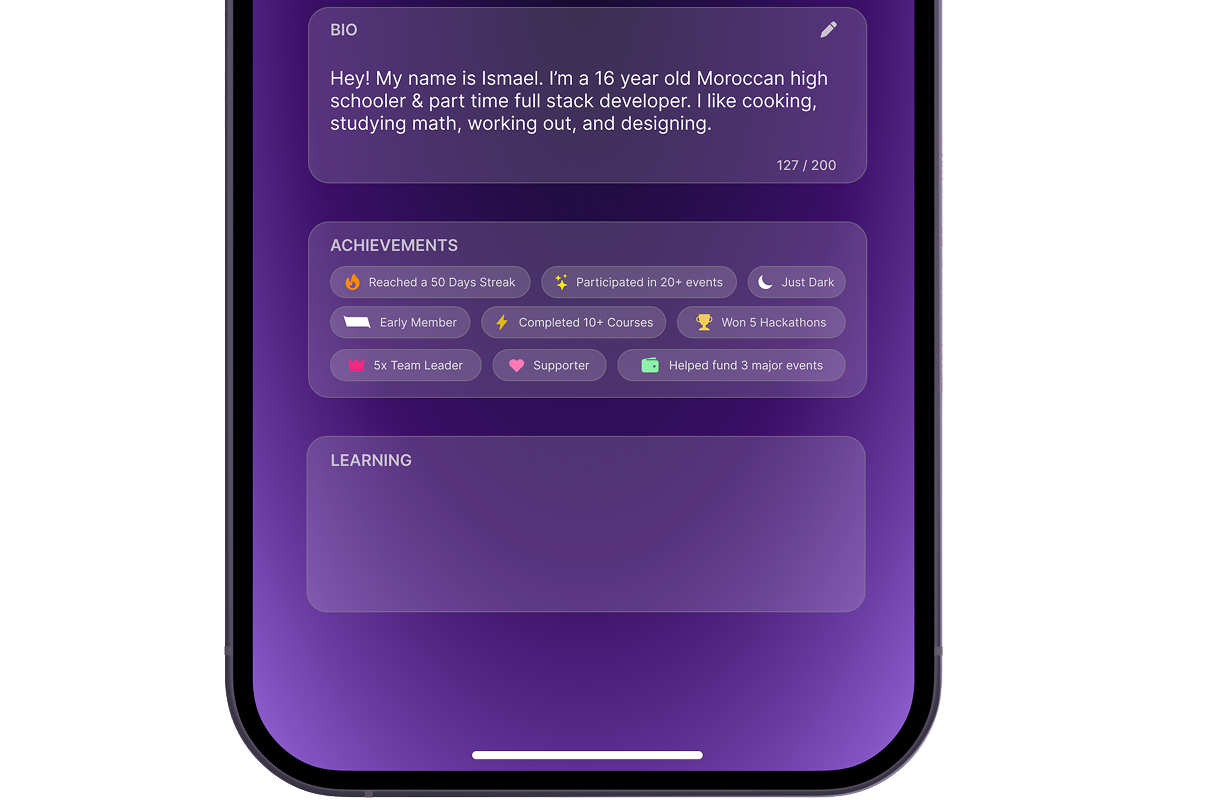 BIO
Hey! My name is Ismael. I’m a 16 year old Moroccan high
schooler & part time full stack developer. I like cooking,
studying math, working out, and designing.
127 / 200
ACHIEVEMENTS
Reached a 50 Days Streak
Participated in 20+ events
Just Dark
Early Member
Completed 10+ Courses
Won 5 Hackathons
5x Team Leader
Supporter
Helped fund 3 major events
LEARNING